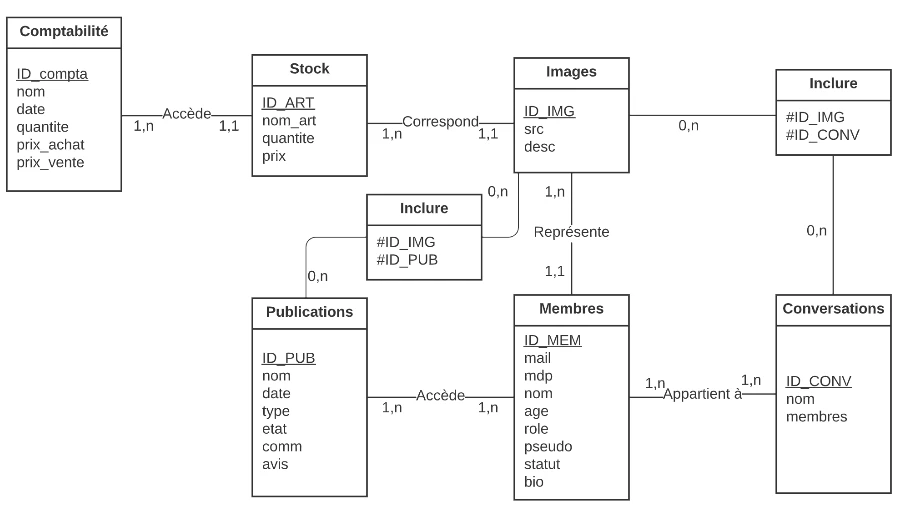 Comptabilité
ID_compta
nom
date
quantite
prix_achat
prix_vente
Accède
1,n
1,1
Stock
ID_ART
nom_art
quantite
prix
Correspond
1,n
1,1
Images
ID_IMG
src
desc
0,n
Inclure
#ID_IMG
#ID_CONV
0,n
1,n
Inclure
#ID_IMG
#ID_PUB
Représente
0,n
0,n
1,1
Publications
ID_PUB
nom
date
type
etat
comm
avis
Accède
1,n
1,n
Membres
ID_MEM
mail
mdp
nom
age
role
pseudo
statut
bio
1,n
Appartient à
1,n
Conversations
ID_CONV
nom
membres